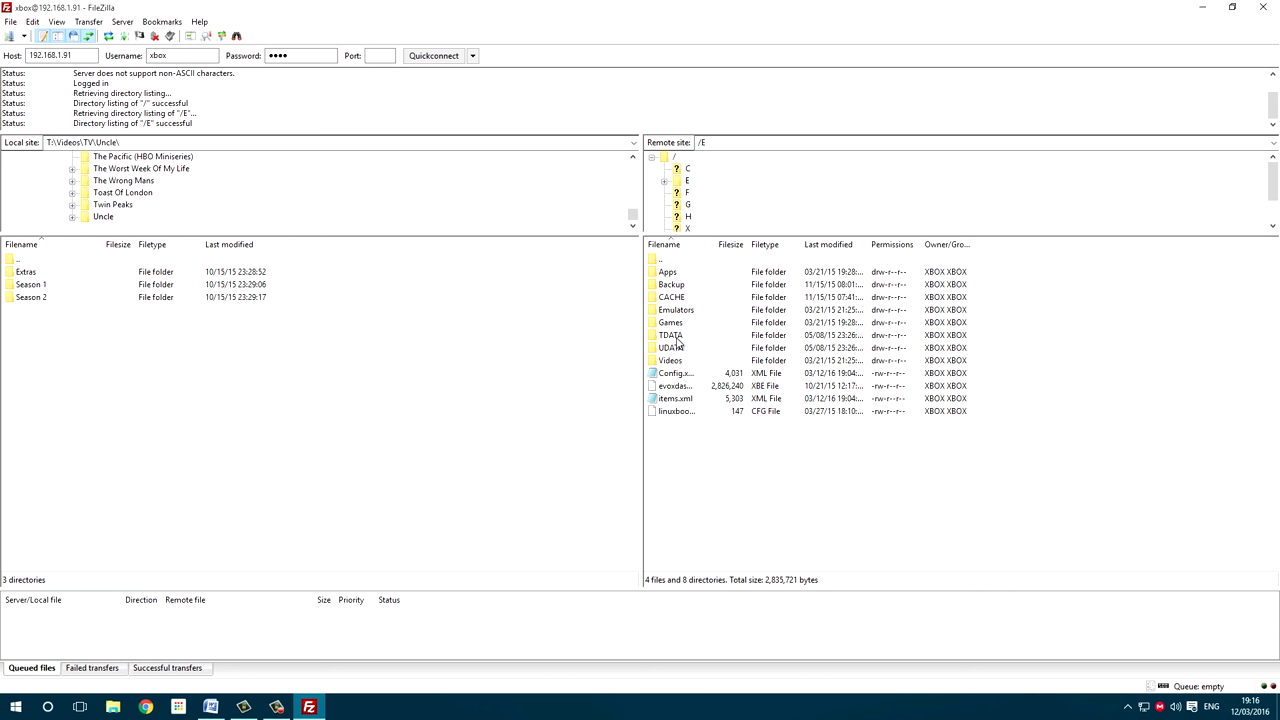 xbox@192.168.1.91 - FileZilla
File Edit View Transfer Server Bookmarks Help
Host: 192.168.1.91 Username: xbox Password: •••• Port: Quickconnect
Status: Server does not support non-ASCII characters.
Status: Logged in
Status: Retrieving directory listing...
Status: Directory listing of "/" successful
Status: Retrieving directory listing of "/E"...
Status: Directory listing of "/E" successful
Local site: T:\Videos\TV\Uncle\
The Pacific (HBO Miniseries)
The Worst Week Of My Life
The Wrong Mans
Toast Of London
Twin Peaks
Uncle
Filename Filesize Filetype Last modified
..
Extras File folder 10/15/15 23:28:52
Season 1 File folder 10/15/15 23:29:06
Season 2 File folder 10/15/15 23:29:17
3 directories
Remote site: /E
/
? C
E
? F
? G
? H
? X
Filename Filesize Filetype Last modified Permissions Owner/Gro...
..
Apps File folder 03/21/15 19:28:... drw-r--r-- XBOX XBOX
Backup File folder 11/15/15 08:01:... drw-r--r-- XBOX XBOX
CACHE File folder 11/15/15 07:41:... drw-r--r-- XBOX XBOX
Emulators File folder 03/21/15 21:25:... drw-r--r-- XBOX XBOX
Games File folder 03/21/15 19:28:... drw-r--r-- XBOX XBOX
TDATA File folder 05/08/15 23:26:... drw-r--r-- XBOX XBOX
UDATA File folder 05/08/15 23:26:... drw-r--r-- XBOX XBOX
Videos File folder 03/21/15 21:25:... drw-r--r-- XBOX XBOX
Config.x... 4,031 XML File 03/12/16 19:04:... -rw-r--r-- XBOX XBOX
evoxdas... 2,826,240 XBE File 10/21/15 12:17:... -rw-r--r-- XBOX XBOX
items.xml 5,303 XML File 03/12/16 19:04:... -rw-r--r-- XBOX XBOX
linuxboo... 147 CFG File 03/27/15 18:10:... -rw-r--r-- XBOX XBOX
4 files and 8 directories. Total size: 2,835,721 bytes
Server/Local file Direction Remote file Size Priority Status
Queued files Failed transfers Successful transfers
Queue: empty
ENG 19:16
12/03/2016